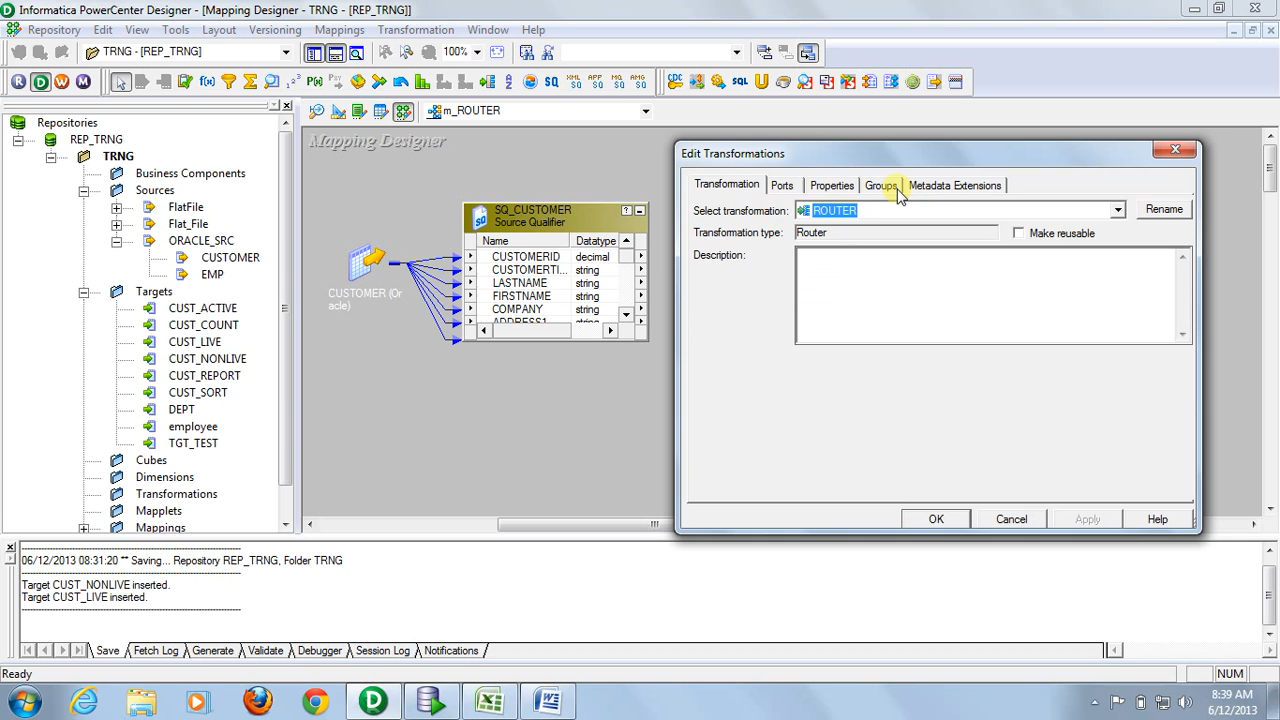 Informatica PowerCenter Designer - [Mapping Designer - TRNG - [REP_TRNG]]
Repository Edit View Tools Layout Versioning Mappings Transformation Window Help
TRNG - [REP_TRNG] 100%
m_ROUTER
Repositories
REP_TRNG
TRNG
Business Components
Sources
FlatFile
Flat_File
ORACLE_SRC
CUSTOMER
EMP
Targets
CUST_ACTIVE
CUST_COUNT
CUST_LIVE
CUST_NONLIVE
CUST_REPORT
CUST_SORT
DEPT
employee
TGT_TEST
Cubes
Dimensions
Transformations
Mapplets
Mappings
Mapping Designer
CUSTOMER (Or
acle)
SQ_CUSTOMER
Source Qualifier
Name Datatype
CUSTOMERID decimal
CUSTOMERTI... string
LASTNAME string
FIRSTNAME string
COMPANY string
ADDRESS1 string
Edit Transformations
Transformation Ports Properties Groups Metadata Extensions
Select transformation: ROUTER Rename
Transformation type: Router Make reusable
Description:
OK Cancel Apply Help
06/12/2013 08:31:20 ** Saving... Repository REP_TRNG, Folder TRNG
Target CUST_NONLIVE inserted.
Target CUST_LIVE inserted.
Save Fetch Log Generate Validate Debugger Session Log Notifications
Ready NUM
8:39 AM
6/12/2013